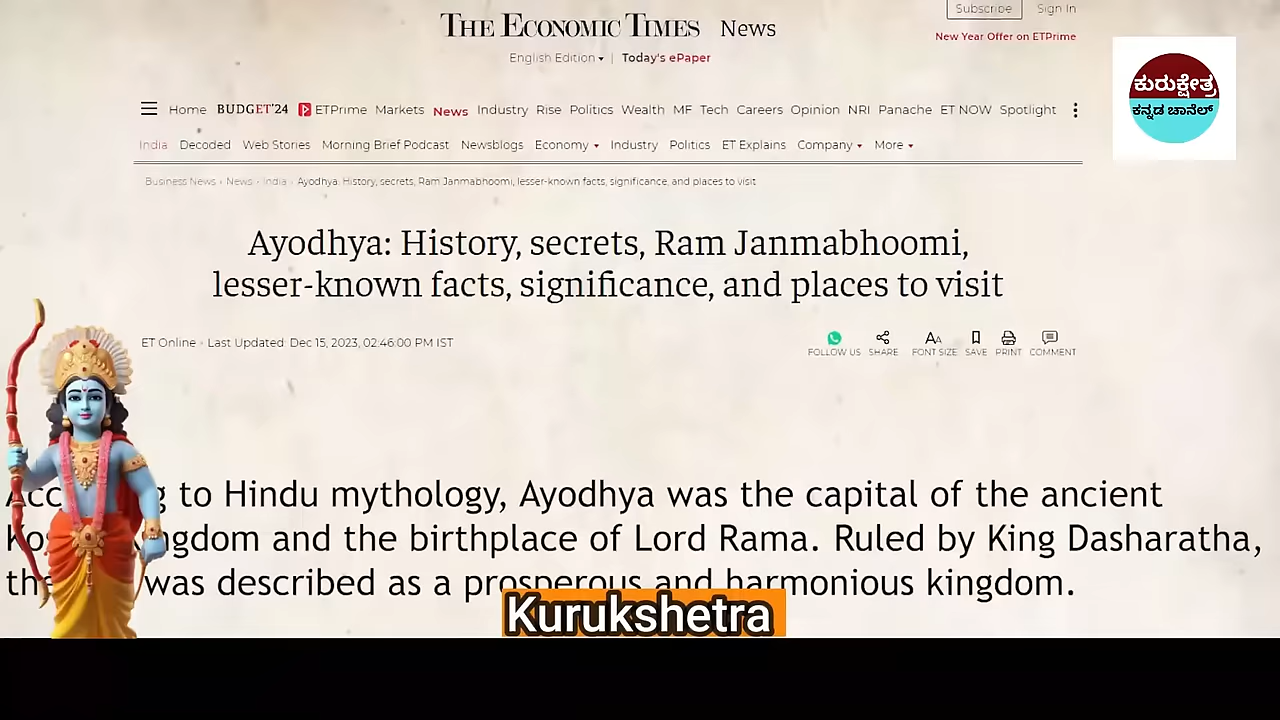 THE ECONOMIC TIMES News
Subscribe Sign In
New Year Offer on ETPrime
English Edition | Today's ePaper
ಕುರುಕ್ಷೇತ್ರ
ಕನ್ನಡ ಚಾನೆಲ್
Home BUDGET'24 ETPrime Markets News Industry Rise Politics Wealth MF Tech Careers Opinion NRI Panache ET NOW Spotlight
India Decoded Web Stories Morning Brief Podcast Newsblogs Economy Industry Politics ET Explains Company More
Business News › News › India › Ayodhya: History, secrets, Ram Janmabhoomi, lesser-known facts, significance, and places to visit
Ayodhya: History, secrets, Ram Janmabhoomi,
lesser-known facts, significance, and places to visit
ET Online • Last Updated: Dec 15, 2023, 02:46:00 PM IST
FOLLOW US SHARE FONT SIZE SAVE PRINT COMMENT
to Hindu mythology, Ayodhya was the capital of the ancient
and the birthplace of Lord Rama. Ruled by King Dasharatha,
was described as a prosperous and harmonious kingdom.
Kurukshetra